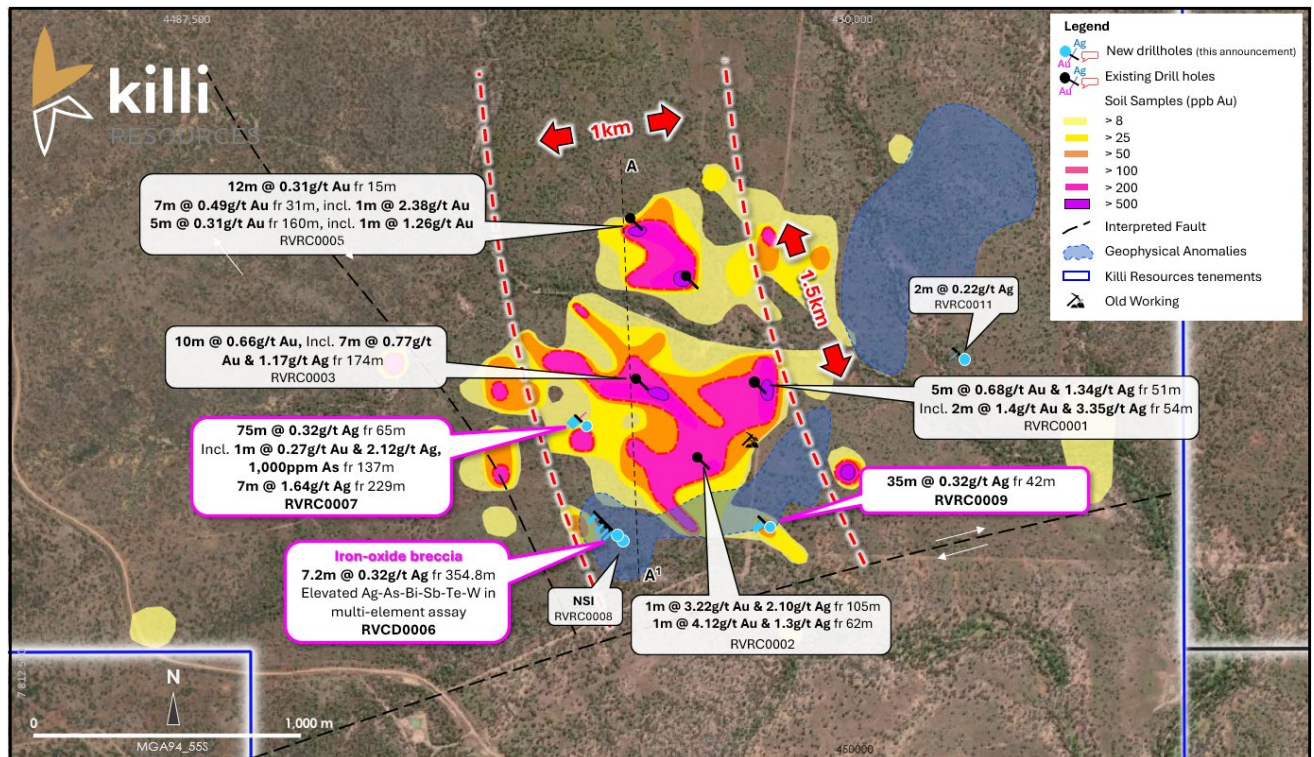 4487,500
450,000
killi
RESOURCES
1km
A
12m @ 0.31g/t Au fr 15m
7m @ 0.49g/t Au fr 31m, incl. 1m @ 2.38g/t Au
5m @ 0.31g/t Au fr 160m, incl. 1m @ 1.26g/t Au
RVRC0005
1.5km
2m @ 0.22g/t Ag
RVRC0011
10m @ 0.66g/t Au, Incl. 7m @ 0.77g/t
Au & 1.17g/t Ag fr 174m
RVRC0003
5m @ 0.68g/t Au & 1.34g/t Ag fr 51m
Incl. 2m @ 1.4g/t Au & 3.35g/t Ag fr 54m
RVRC0001
75m @ 0.32g/t Ag fr 65m
Incl. 1m @ 0.27g/t Au & 2.12g/t Ag,
1,000ppm As fr 137m
7m @ 1.64g/t Ag fr 229m
RVRC0007
35m @ 0.32g/t Ag fr 42m
RVRC0009
Iron-oxide breccia
7.2m @ 0.32g/t Ag fr 354.8m
Elevated Ag-As-Bi-Sb-Te-W in
multi-element assay
RVCD0006
A¹
NSI
RVRC0008
1m @ 3.22g/t Au & 2.10g/t Ag fr 105m
1m @ 4.12g/t Au & 1.3g/t Ag fr 62m
RVRC0002
N
0
1,000 m
MGA94_55S
450000
Legend
Ag
Au
New drillholes (this announcement)
Ag
Au
Existing Drill holes
Soil Samples (ppb Au)
> 8
> 25
> 50
> 100
> 200
> 500
Interpreted Fault
Geophysical Anomalies
Killi Resources tenements
Old Working